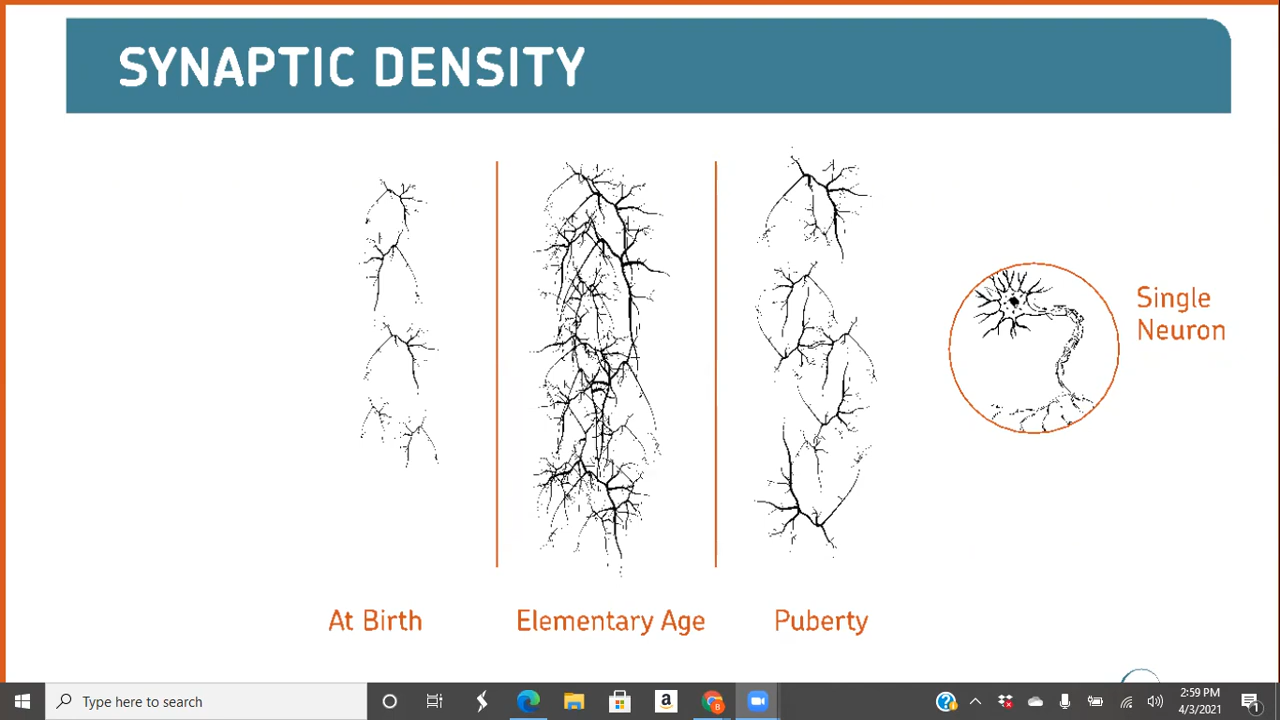 SYNAPTIC DENSITY
Single
Neuron
At Birth
Elementary Age
Puberty
Type here to search
2:59 PM
4/3/2021